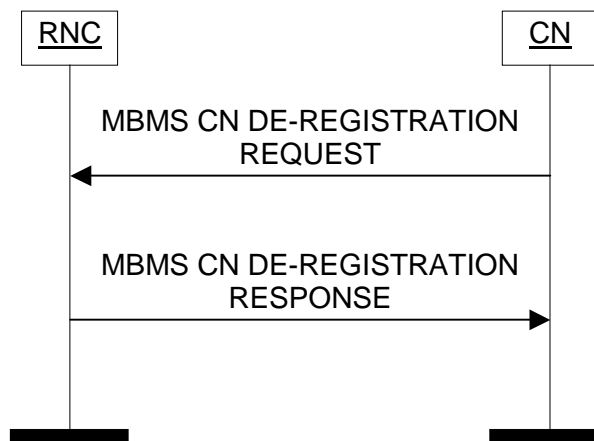 RNC
CN
MBMS CN DE-REGISTRATION
REQUEST
MBMS CN DE-REGISTRATION
RESPONSE